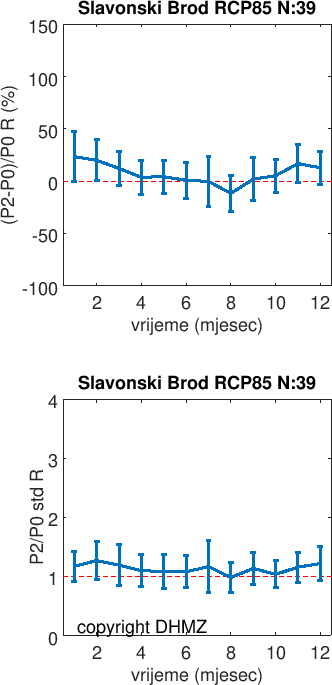 Slavonski Brod RCP85 N:39
150
100
50
0
-50
-100
(P2-P0)/P0 R (%)
2 4 6 8 10 12
vrijeme (mjesec)
Slavonski Brod RCP85 N:39
4
3
2
1
0
P2/P0 std R
copyright DHMZ
2 4 6 8 10 12
vrijeme (mjesec)